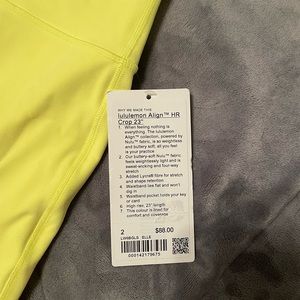 WHY WE MADE THIS
lululemon Align™ HR
Crop 23"
1. When feeling nothing is
everything. The lululemon
Align™ collection, powered by
Nulu™ fabric, is so weightless
and buttery soft, all you feel
is your practice
2. Our buttery-soft Nulu™ fabric
feels weightlessly light and is
sweat-wicking and four-way
stretch
3. Added Lycra® fibre for stretch
and shape retention
4. Waistband lies flat and won't
dig in
5. Waistband pocket holds your key
or card
6. High rise, 23" length
7. This colour is lined for
comfort and coverage
2 $88.00
LW6BGLS ELLE
000142179675